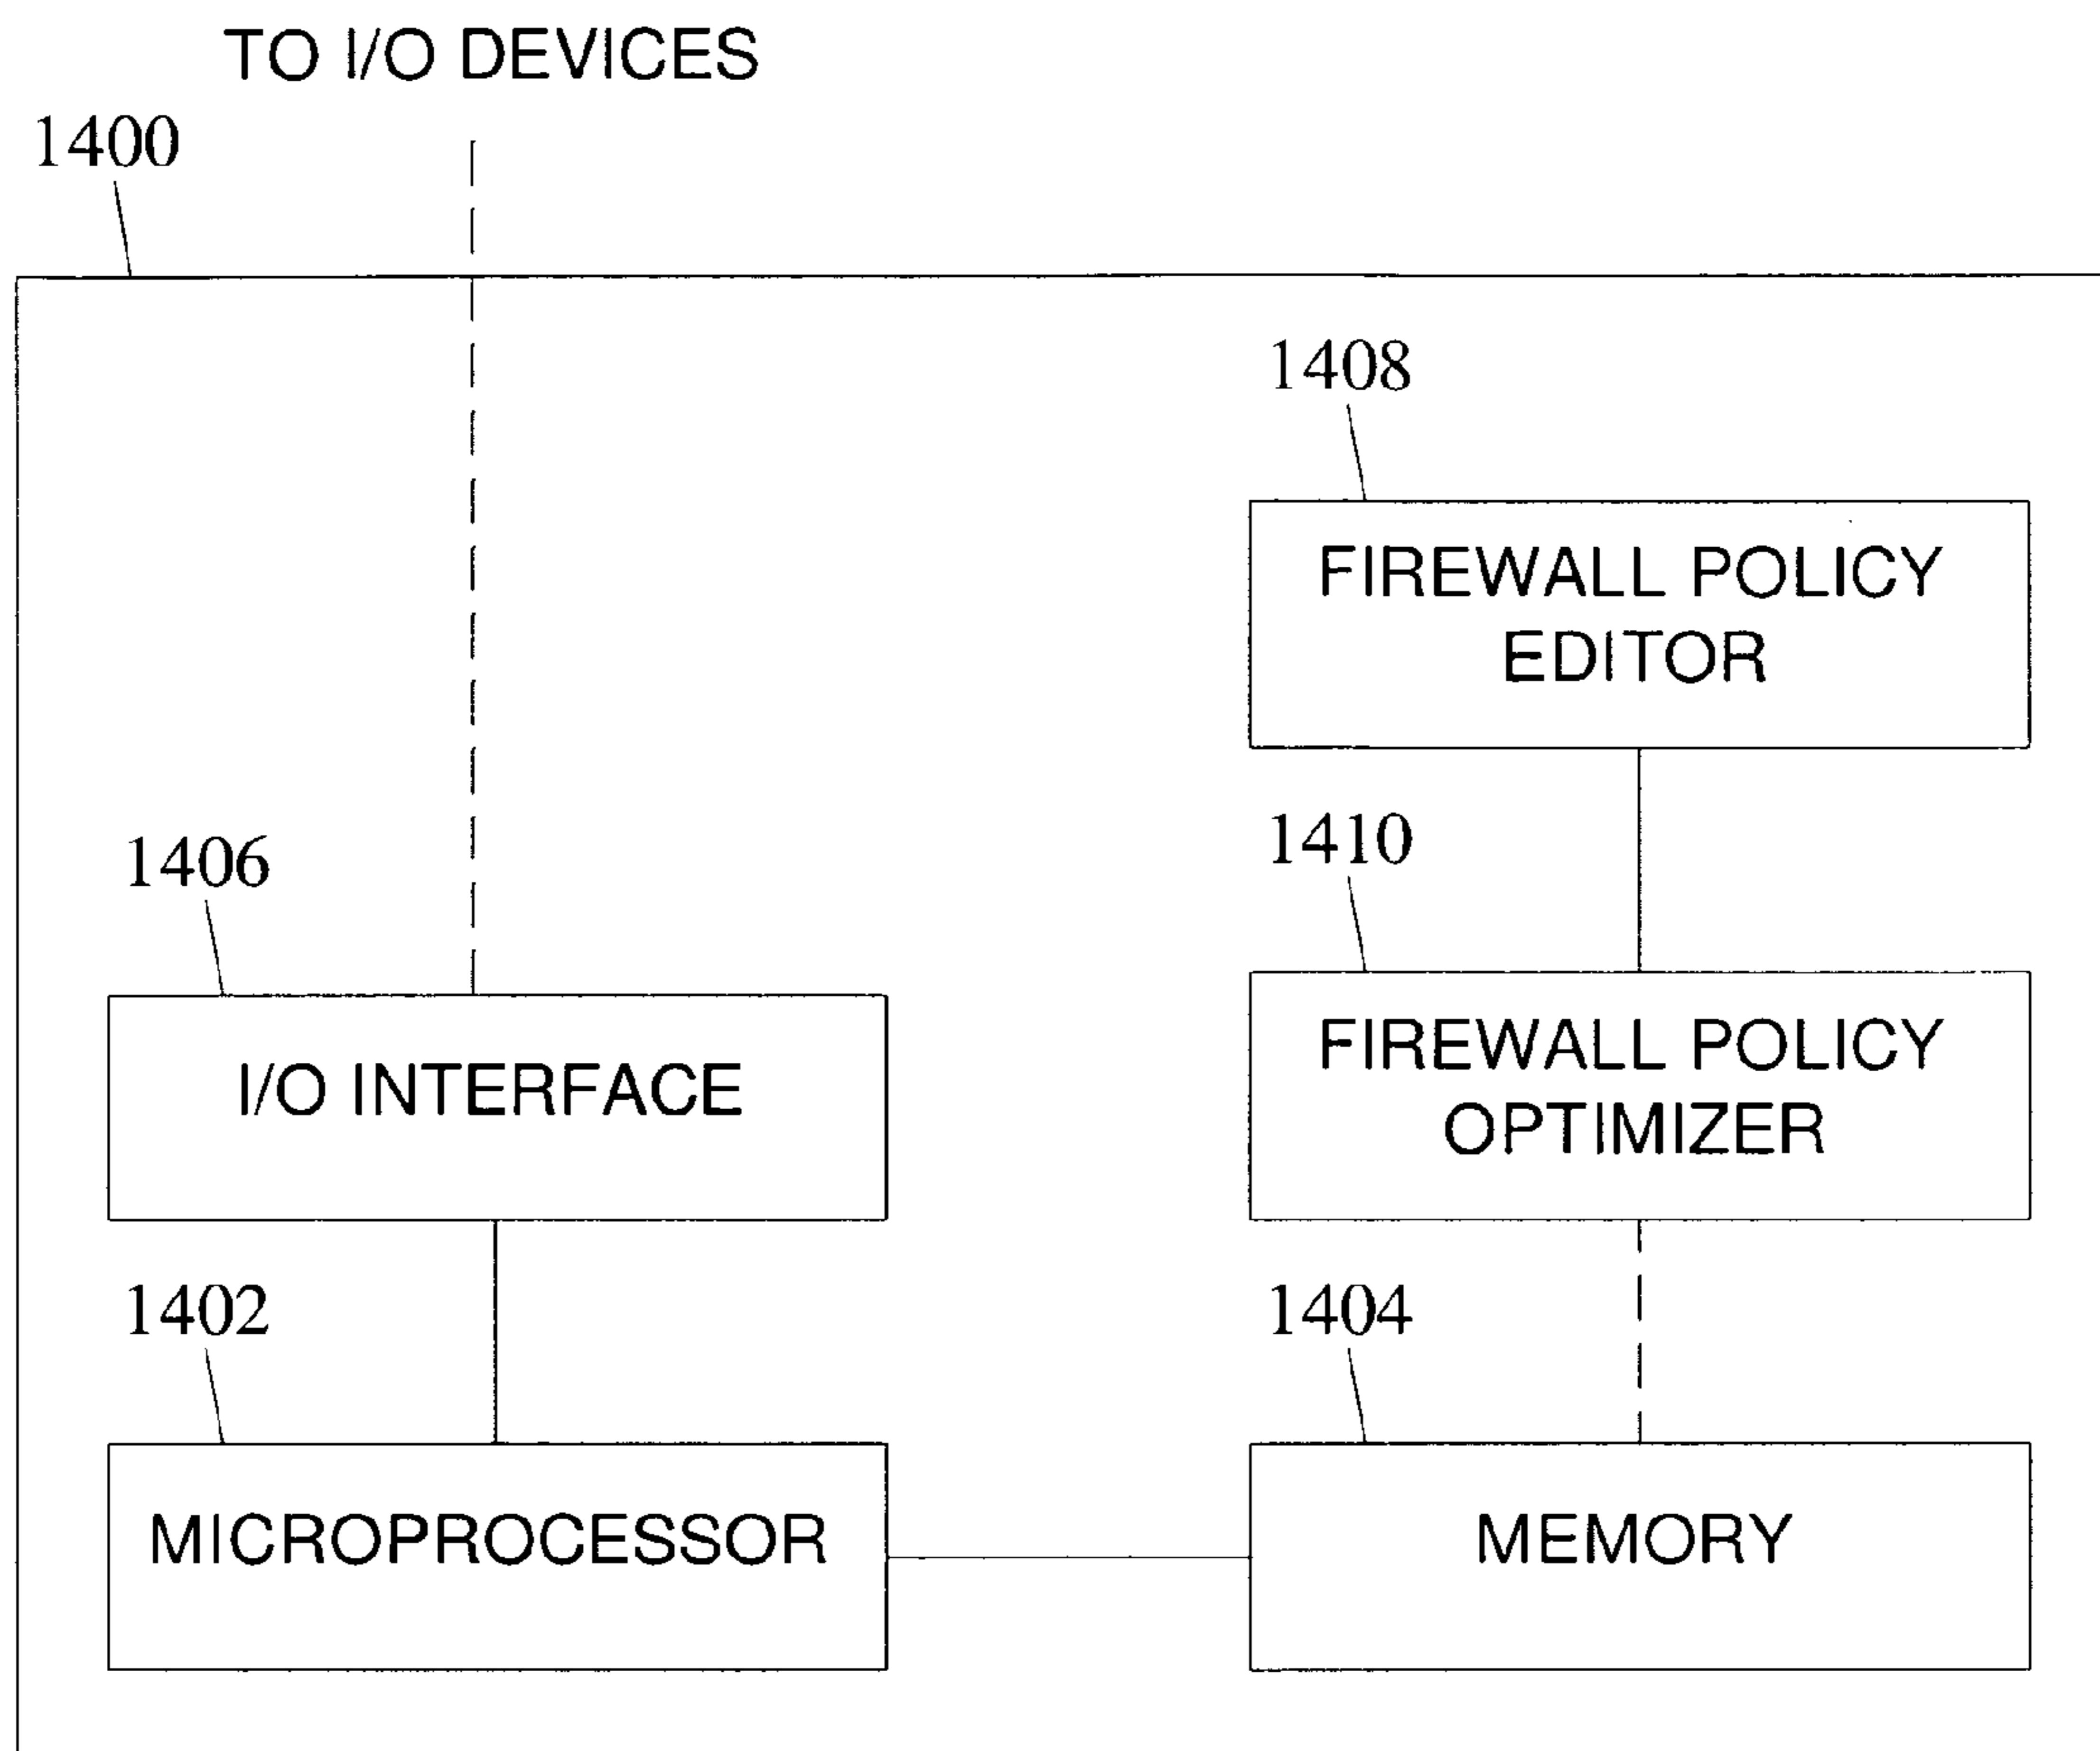 TO I/O DEVICES
1400
1408
FIREWALL POLICY
EDITOR
1406
1410
I/O INTERFACE
FIREWALL POLICY
OPTIMIZER
1402
1404
MICROPROCESSOR
MEMORY